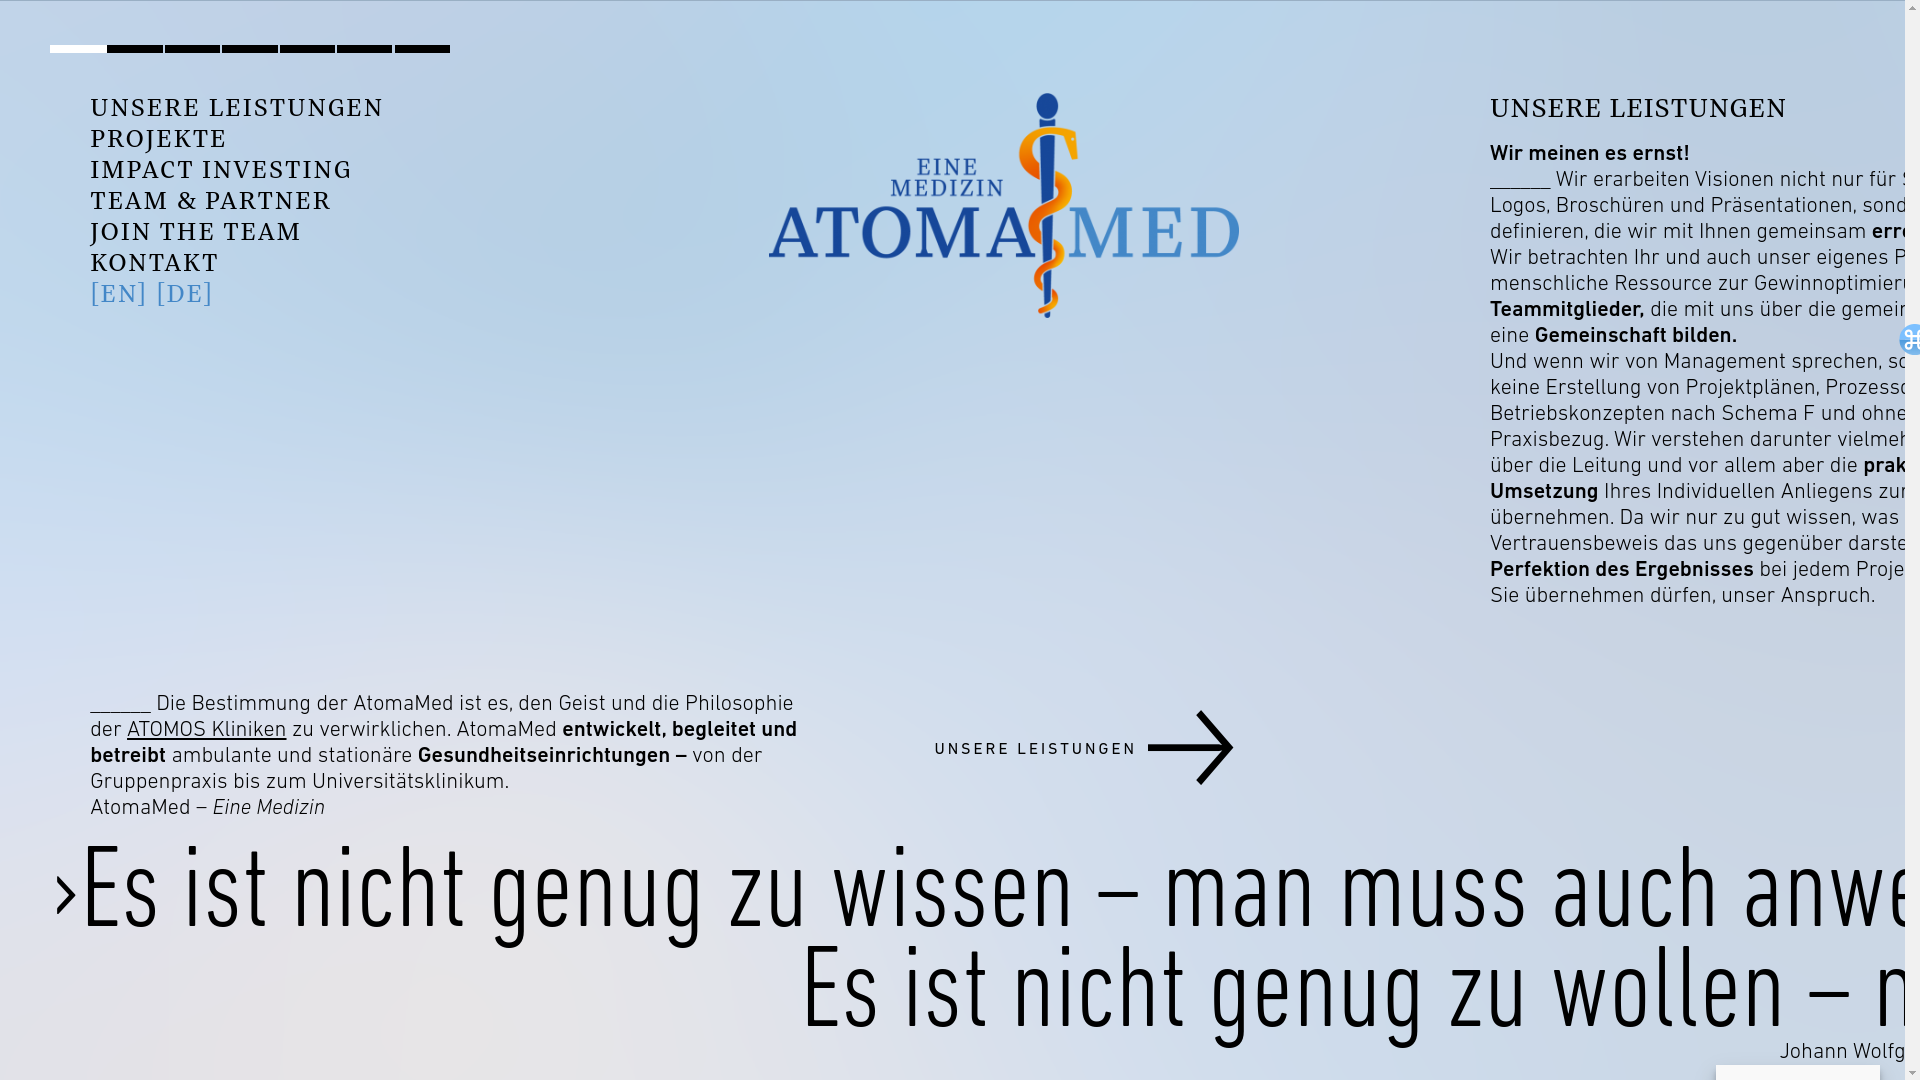 UNSERE LEISTUNGEN
PROJEKTE
IMPACT INVESTING
TEAM & PARTNER
JOIN THE TEAM
KONTAKT
[EN] [DE]
EINE
MEDIZIN
ATOMA MED
UNSERE LEISTUNGEN
Wir meinen es ernst!
______ Wir erarbeiten Visionen nicht nur für
Logos, Broschüren und Präsentationen, sond
definieren, die wir mit Ihnen gemeinsam erre
Wir betrachten Ihr und auch unser eigenes P
menschliche Ressource zur Gewinnoptimieru
Teammitglieder, die mit uns über die gemein
eine Gemeinschaft bilden.
Und wenn wir von Management sprechen, so
keine Erstellung von Projektplänen, Prozess
Betriebskonzepten nach Schema F und ohne
Praxisbezug. Wir verstehen darunter vielmeh
über die Leitung und vor allem aber die prak
Umsetzung Ihres Individuellen Anliegens zu
übernehmen. Da wir nur zu gut wissen, was
Vertrauensbeweis das uns gegenüber darste
Perfektion des Ergebnisses bei jedem Proje
Sie übernehmen dürfen, unser Anspruch.
______ Die Bestimmung der AtomaMed ist es, den Geist und die Philosophie
der ATOMOS Kliniken zu verwirklichen. AtomaMed entwickelt, begleitet und
betreibt ambulante und stationäre Gesundheitseinrichtungen – von der
Gruppenpraxis bis zum Universitätsklinikum.
AtomaMed – Eine Medizin
UNSERE LEISTUNGEN
›Es ist nicht genug zu wissen – man muss auch anwe
Es ist nicht genug zu wollen –
Johann Wolfg